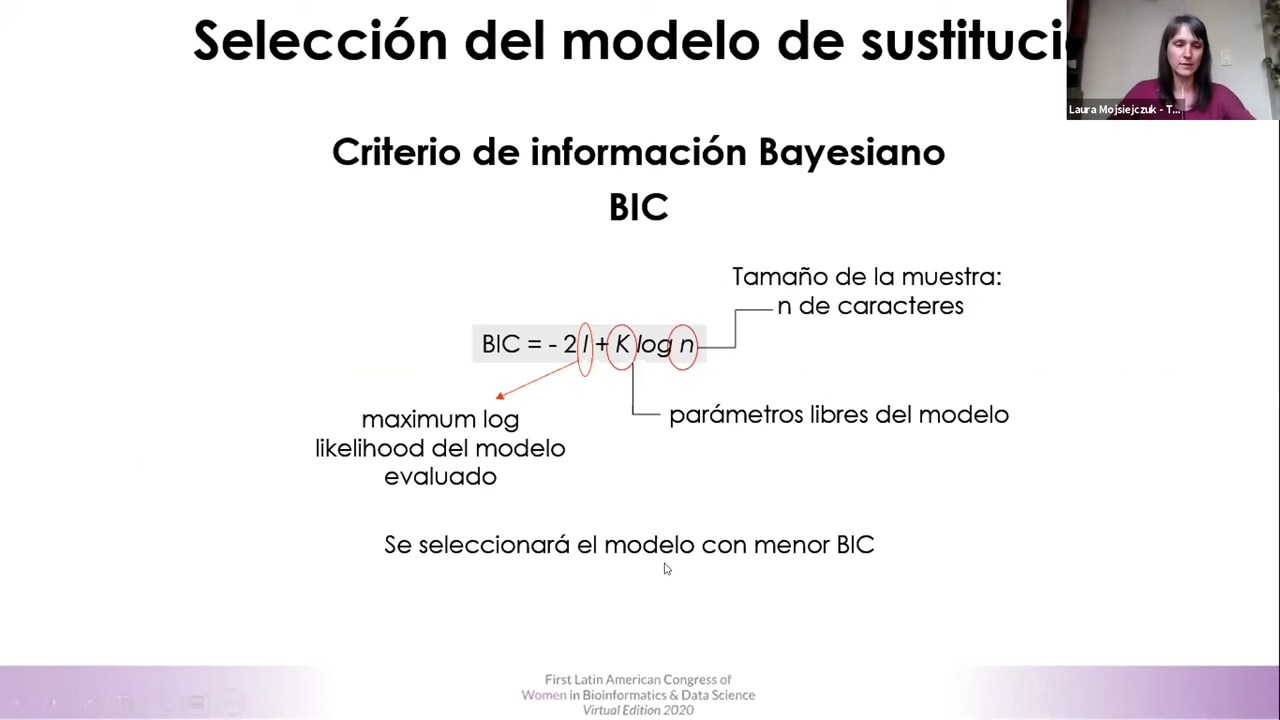 Selección del modelo de
Laura Mojsiejczuk - T...
Criterio de información Bayesiano
BIC
Tamaño de la muestra:
n de caracteres
BIC = - 2 l + K log n
parámetros libres del modelo
maximum log
likelihood del modelo
evaluado
Se seleccionará el modelo con menor BIC
First Latin American Congress of
Women in Bioinformatics & Data Science
Virtual Edition 2020